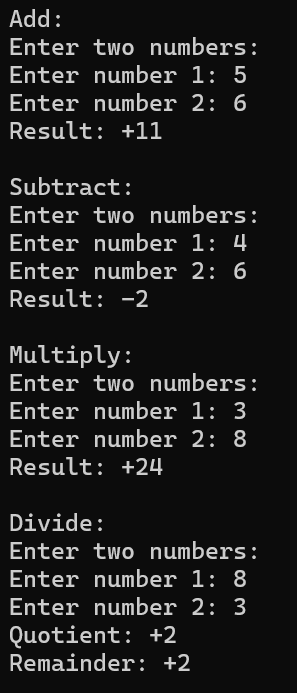 Add:
Enter two numbers:
Enter number 1: 5
Enter number 2: 6
Result: +11
Subtract:
Enter two numbers:
Enter number 1: 4
Enter number 2: 6
Result: -2
Multiply:
Enter two numbers:
Enter number 1: 3
Enter number 2: 8
Result: +24
Divide:
Enter two numbers:
Enter number 1: 8
Enter number 2: 3
Quotient: +2
Remainder: +2